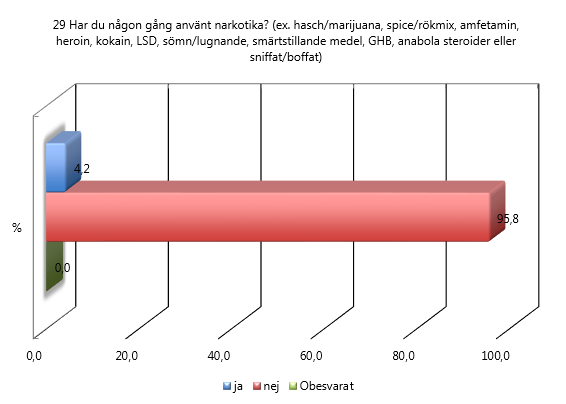 29 Har du någon gång använt narkotika? (ex. hasch/marijuana, spice/rökmix, amfetamin,
heroin, kokain, LSD, sömn/lugnande, smärtstillande medel, GHB, anabola steroider eller
sniffat/boffat)
4,2
95,8
%
0,0
0,0 20,0 40,0 60,0 80,0 100,0
ja nej Obesvarat